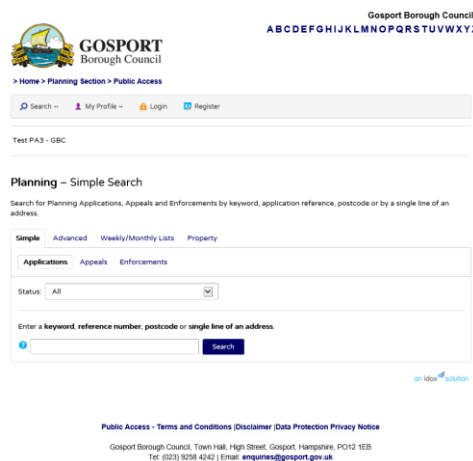 Gosport Borough Council
A B C D E F G H I J K L M N O P Q R S T U V W X Y Z
GOSPORT
Borough Council
> Home > Planning Section > Public Access
Search
My Profile
Login
Register
Test PA3 - GBC
Planning – Simple Search
Search for Planning Applications, Appeals and Enforcements by keyword, application reference, postcode or by a single line of an
address.
Simple Advanced Weekly/Monthly Lists Property
Applications Appeals Enforcements
Status: All
Enter a keyword, reference number, postcode or single line of an address.
? Search
an idox solution
Public Access - Terms and Conditions |Disclaimer |Data Protection Privacy Notice
Gosport Borough Council, Town Hall, High Street, Gosport, Hampshire, PO12 1EB
Tel: (023) 9258 4242 | Email: enquiries@gosport.gov.uk